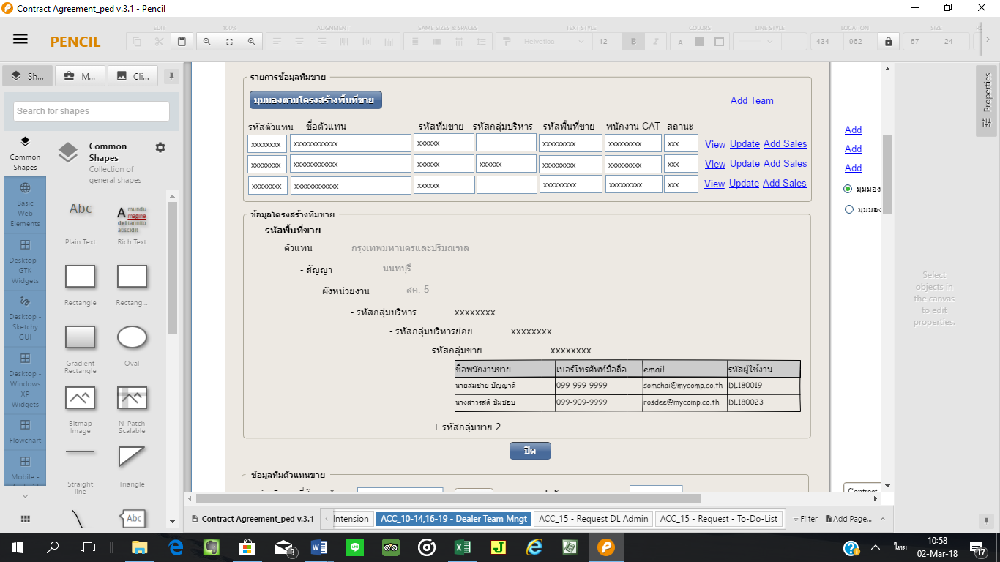 Contract Agreement_ped v.3.1 - Pencil
EDIT 100% ALIGNMENT SAME SIZES & SPACES TEXT STYLE COLORS LINE STYLE LOCATION SIZE
PENCIL Helvetica 12 B I A 434 962 57 24
Sh... M... Cli...
Search for shapes
Common Shapes
Basic Web Elements
Desktop - GTK Widgets
Desktop - Sketchy GUI
Desktop - Windows XP Widgets
Flowchart
Mobile -
Common Shapes
Collection of general shapes
Abc
Plain Text
A mundu
magine
del tannito
abscidit
Rich Text
Rectangle Rectang...
Gradient Rectangle Oval
Bitmap Image N-Patch Scalable
Straight line Triangle
Abc
รายการข้อมูลทีมขาย
มุมมองตามโครงสร้างพื้นที่ขาย Add Team
รหัสตัวแทน ชื่อตัวแทน รหัสทีมขาย รหัสกลุ่มบริหาร รหัสพื้นที่ขาย พนักงาน CAT สถานะ
xxxxxxxx xxxxxxxxxxxx xxxxxx xxxxxxxxx xxxxxxxxx xxx View Update Add Sales
xxxxxxxx xxxxxxxxxxxx xxxxxx xxxxxx xxxxxxxxx xxxxxxxxx xxx View Update Add Sales
xxxxxxxx xxxxxxxxxxxx xxxxxx xxxxxxxxx xxxxxxxxx xxx View Update Add Sales
ข้อมูลโครงสร้างทีมขาย
รหัสพื้นที่ขาย
ตัวแทน กรุงเทพมหานครและปริมณฑล
- สัญญา นนทบุรี
ผังหน่วยงาน สค. 5
- รหัสกลุ่มบริหาร xxxxxxxx
- รหัสกลุ่มบริหารย่อย xxxxxxxx
- รหัสกลุ่มขาย xxxxxxxx
ชื่อพนักงานขาย เบอร์โทรศัพท์มือถือ email รหัสผู้ใช้งาน
นายสมชาย ปัญญาดี 099-999-9999 somchai@mycomp.co.th DL180019
นางสาวรสดี ชิมชอบ 099-909-9999 rosdee@mycomp.co.th DL180023
+ รหัสกลุ่มขาย 2
ปิด
ข้อมูลทีมตัวแทนขาย
Add
Add
Add
มุมมอง
มุมมอง
Contract
Properties
Select objects in the canvas to edit properties.
Contract Agreement_ped v.3.1 Intension ACC_10-14,16-19 - Dealer Team Mngt ACC_15 - Request DL Admin ACC_15 - Request - To-Do-List Filter Add Page...
3 ไทย 10:58
02-Mar-18 17